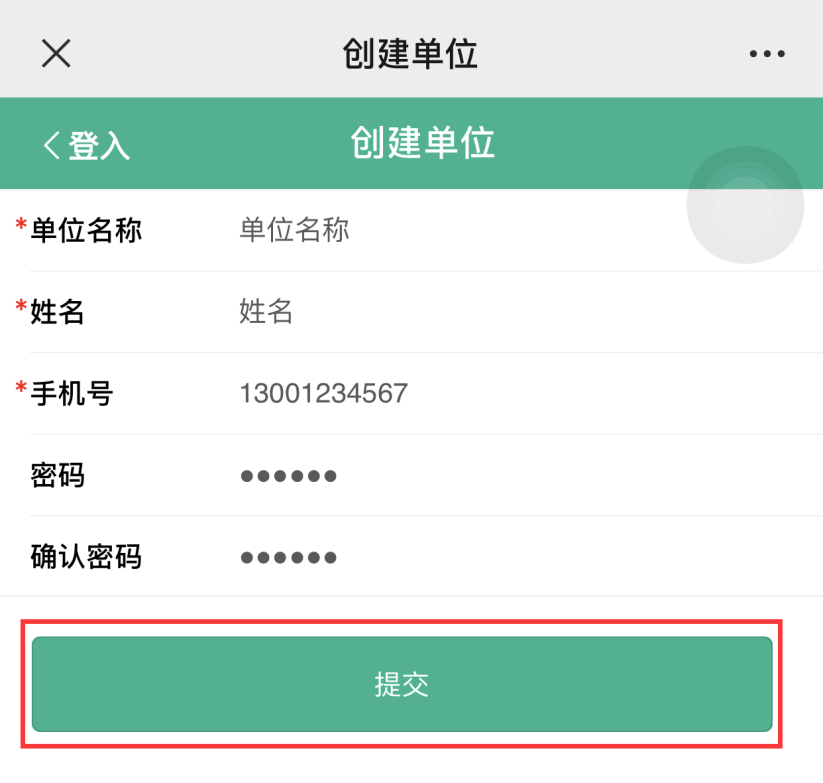 创建单位
登入 创建单位
*单位名称 单位名称
*姓名 姓名
*手机号 13001234567
密码 ●●●●●●
确认密码 ●●●●●●
提交